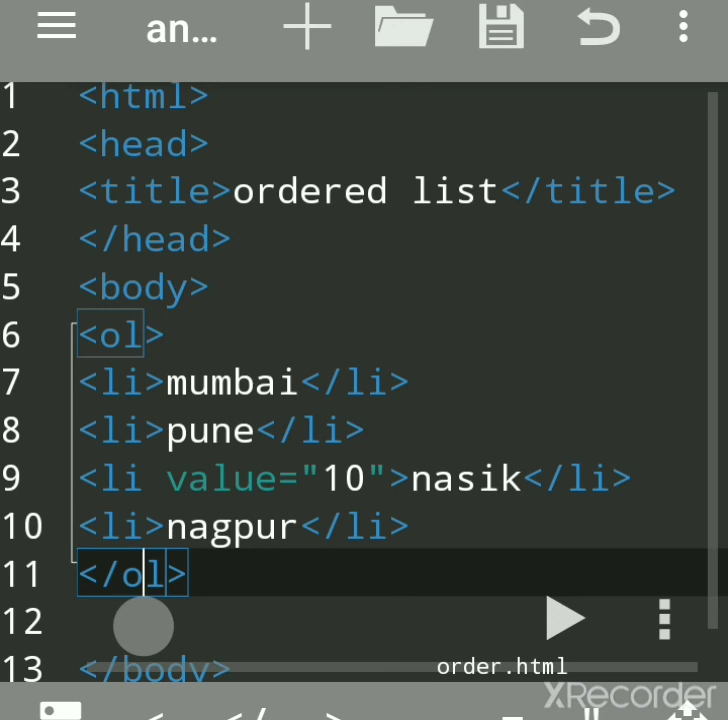 an...
1 <html>
2 <head>
3 <title>ordered list</title>
4 </head>
5 <body>
6 <ol>
7 <li>mumbai</li>
8 <li>pune</li>
9 <li value="10">nasik</li>
10 <li>nagpur</li>
11 </ol>
12
13 </body>
order.html
XRecorder
< </ > = "